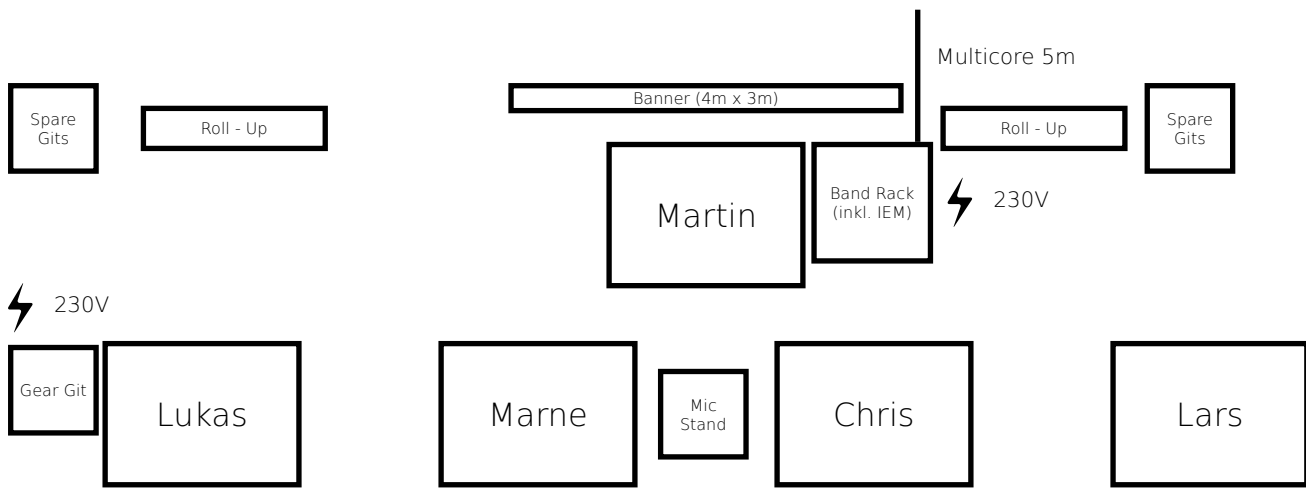 Multicore 5m
Banner (4m x 3m)
Spare
Gits
Roll - Up
Roll - Up
Spare
Gits
Martin
Band Rack
(inkl. IEM)
230V
230V
Gear Git
Lukas
Marne
Mic
Stand
Chris
Lars